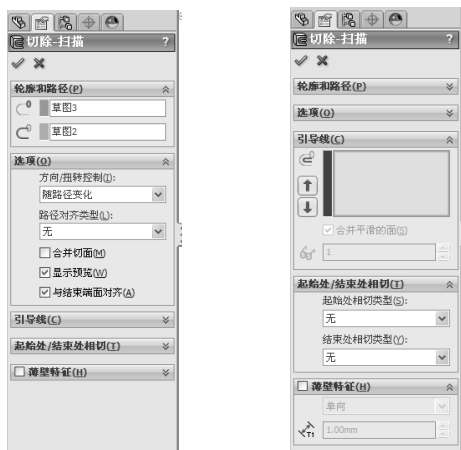 切除-扫描 ?
轮廓和路径(P)
草图3
草图2
选项(O)
方向/扭转控制(I):
随路径变化
路径对齐类型(L):
无
合并切面(M)
显示预览(W)
与结束端面对齐(A)
引导线(C)
起始处/结束处相切(T)
薄壁特征(H)
切除-扫描 ?
轮廓和路径(P)
选项(O)
引导线(C)
合并平滑的面(S)
1
起始处/结束处相切(T)
起始处相切类型(S):
无
结束处相切类型(Y):
无
薄壁特征(H)
单向
T1 1.00mm